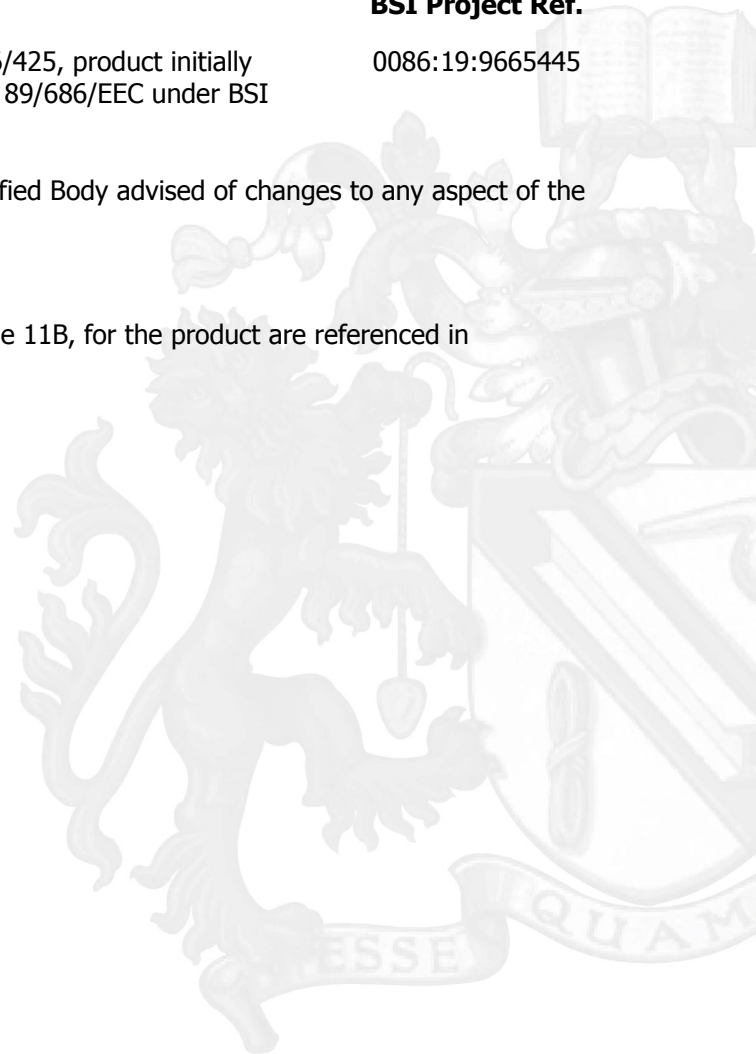 BSI Project Ref.
/425, product initially 0086:19:9665445
89/686/EEC under BSI
Body advised of changes to any aspect of the
11B, for the product are referenced in
ESSE QUAM